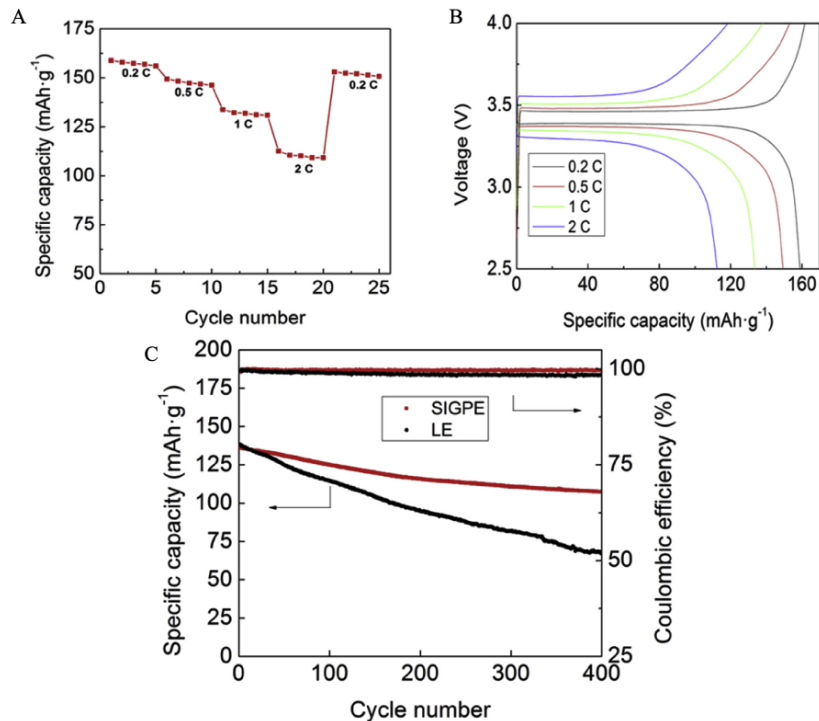 A
Specific capacity (mAh·g⁻¹)
175
150
125
100
75
50
0.2 C
0.5 C
1 C
2 C
0.2 C
0
5
10
15
20
25
Cycle number
B
Voltage (V)
4.0
3.5
3.0
2.5
0.2 C
0.5 C
1 C
2 C
0
40
80
120
160
Specific capacity (mAh·g⁻¹)
C
Specific capacity (mAh·g⁻¹)
200
175
150
125
100
75
50
25
0
SIGPE
LE
100
75
50
25
Coulombic efficiency (%)
0
100
200
300
400
Cycle number